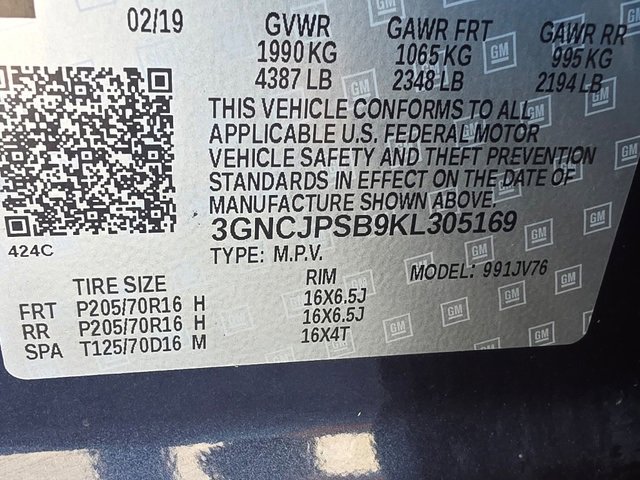 02/19 GVWR GAWR FRT GAWR RR
1990 KG 1065 KG 995 KG
4387 LB 2348 LB 2194 LB
THIS VEHICLE CONFORMS TO ALL
APPLICABLE U.S. FEDERAL MOTOR
VEHICLE SAFETY AND THEFT PREVENTION
STANDARDS IN EFFECT ON THE DATE OF
MANUFACTURE SHOWN ABOVE.
3GNCJPSB9KL305169
424C TYPE: M.P.V. MODEL: 991JV76
TIRE SIZE RIM
FRT P205/70R16 H 16X6.5J
RR P205/70R16 H 16X6.5J
SPA T125/70D16 M 16X4T